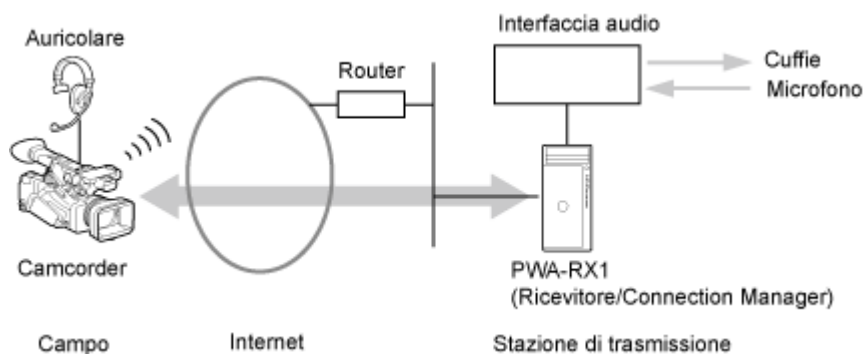 Auricolare
Interfaccia audio
Router
Cuffie
Microfono
Camcorder
PWA-RX1
(Ricevitore/Connection Manager)
Campo
Internet
Stazione di trasmissione